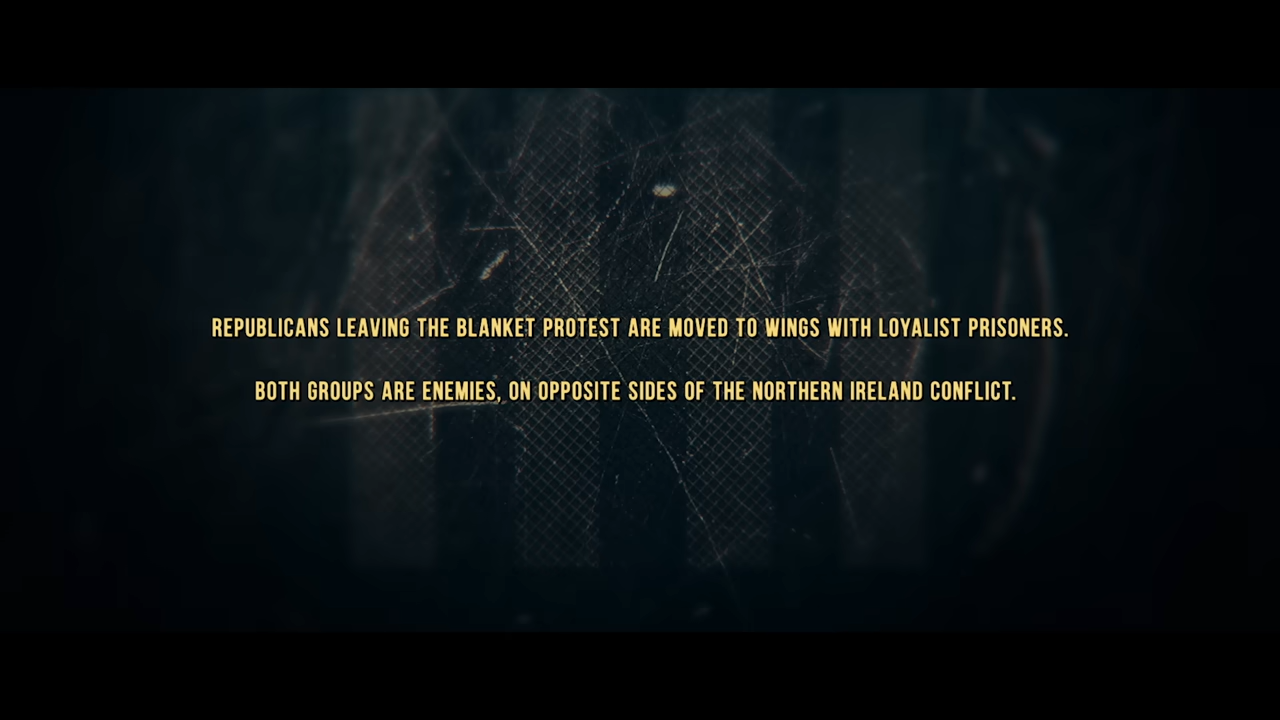 REPUBLICANS LEAVING THE BLANKET PROTEST ARE MOVED TO WINGS WITH LOYALIST PRISONERS.
BOTH GROUPS ARE ENEMIES, ON OPPOSITE SIDES OF THE NORTHERN IRELAND CONFLICT.